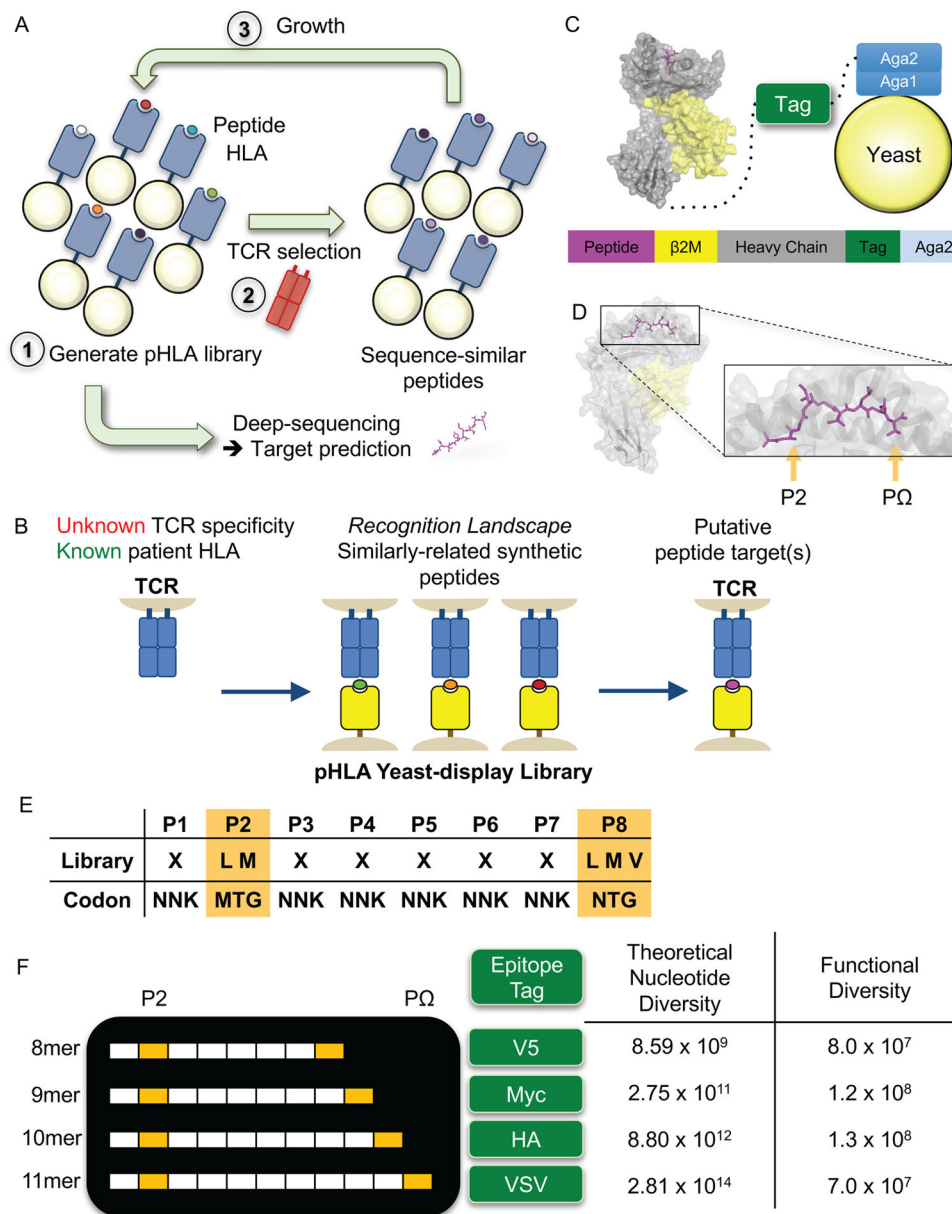 A
3 Growth
Peptide
HLA
TCR selection
2
1 Generate pHLA library
Sequence-similar
peptides
Deep-sequencing
➔ Target prediction
C
Aga2
Aga1
Tag
Yeast
Peptide β2M Heavy Chain Tag Aga2
D
P2 PΩ
B
Unknown TCR specificity
Known patient HLA
TCR
Recognition Landscape
Similarly-related synthetic
peptides
pHLA Yeast-display Library
Putative
peptide target(s)
TCR
E
P1 P2 P3 P4 P5 P6 P7 P8
Library X L M X X X X X L M V
Codon NNK MTG NNK NNK NNK NNK NNK NTG
F
P2 PΩ
Epitope
Tag
Theoretical
Nucleotide
Diversity
Functional
Diversity
8mer V5 8.59 x 10⁹ 8.0 x 10⁷
9mer Myc 2.75 x 10¹¹ 1.2 x 10⁸
10mer HA 8.80 x 10¹² 1.3 x 10⁸
11mer VSV 2.81 x 10¹⁴ 7.0 x 10⁷